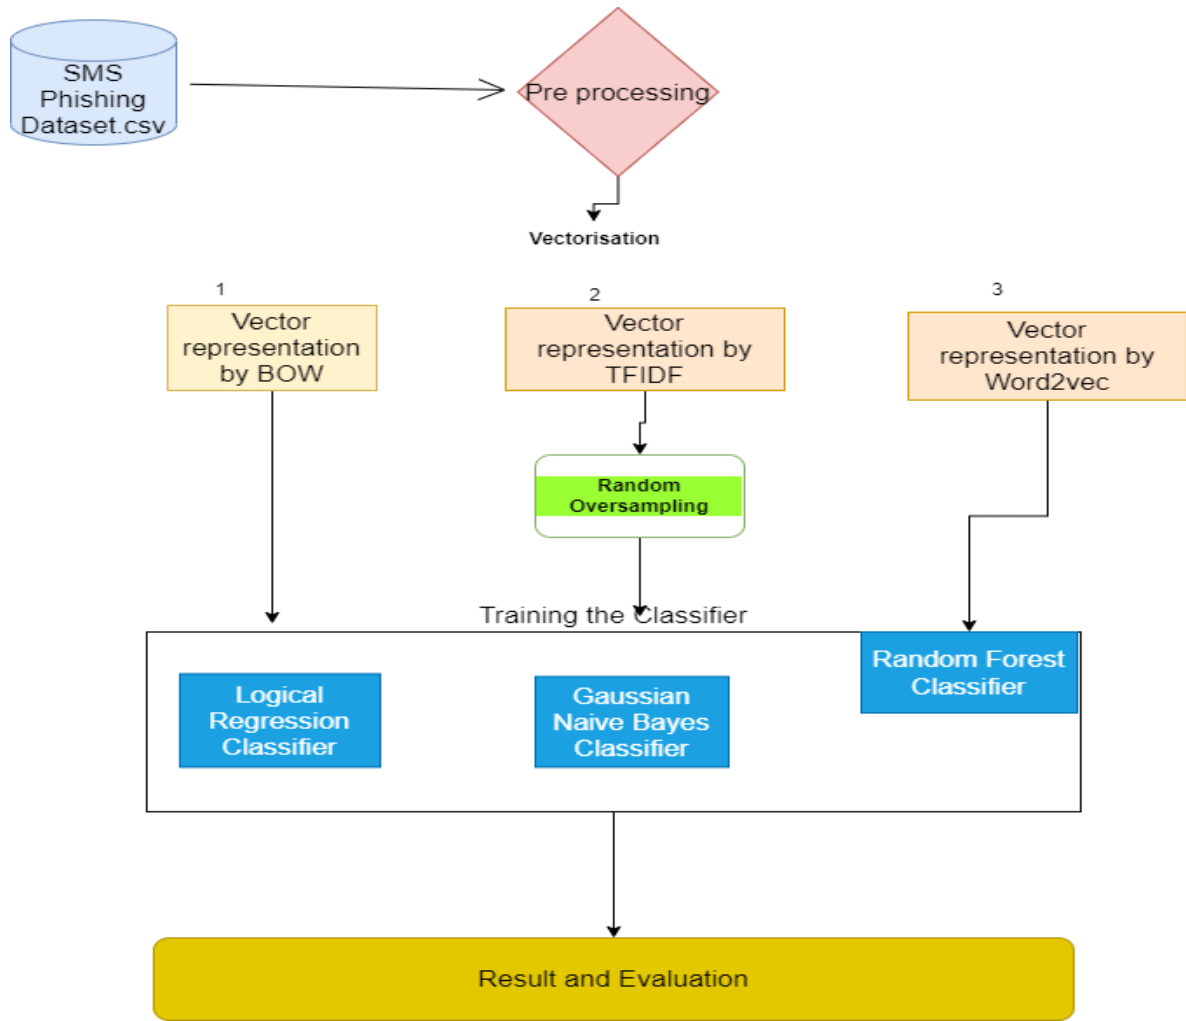 SMS
Phishing
Dataset.csv
Pre processing
Vectorisation
1
Vector
representation
by BOW
2
Vector
representation by
TFIDF
3
Vector
representation by
Word2vec
Random
Oversampling
Training the Classifier
Logical
Regression
Classifier
Gaussian
Naive Bayes
Classifier
Random Forest
Classifier
Result and Evaluation